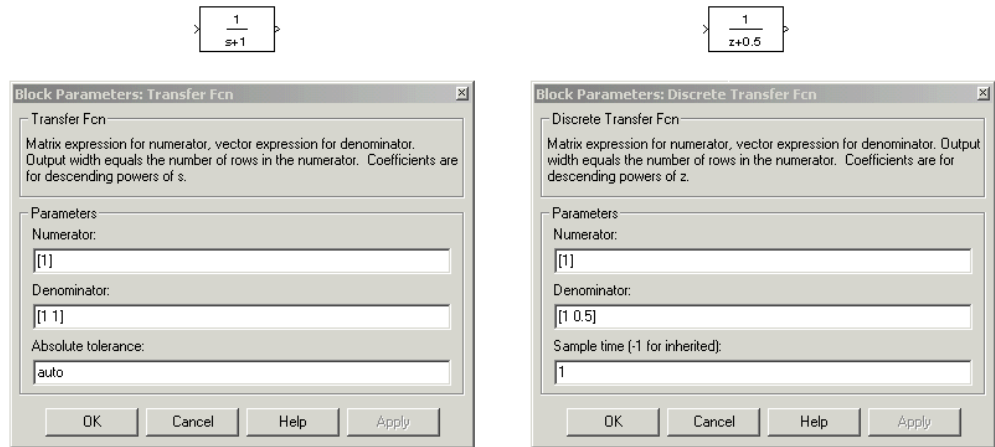 1
s+1
1
z+0.5
Block Parameters: Transfer Fcn
Transfer Fcn
Matrix expression for numerator, vector expression for denominator.
Output width equals the number of rows in the numerator. Coefficients are
for descending powers of s.
Parameters
Numerator:
[1]
Denominator:
[1 1]
Absolute tolerance:
auto
OK Cancel Help Apply
Block Parameters: Discrete Transfer Fcn
Discrete Transfer Fcn
Matrix expression for numerator, vector expression for denominator. Output
width equals the number of rows in the numerator. Coefficients are for
descending powers of z.
Parameters
Numerator:
[1]
Denominator:
[1 0.5]
Sample time (-1 for inherited):
1
OK Cancel Help Apply